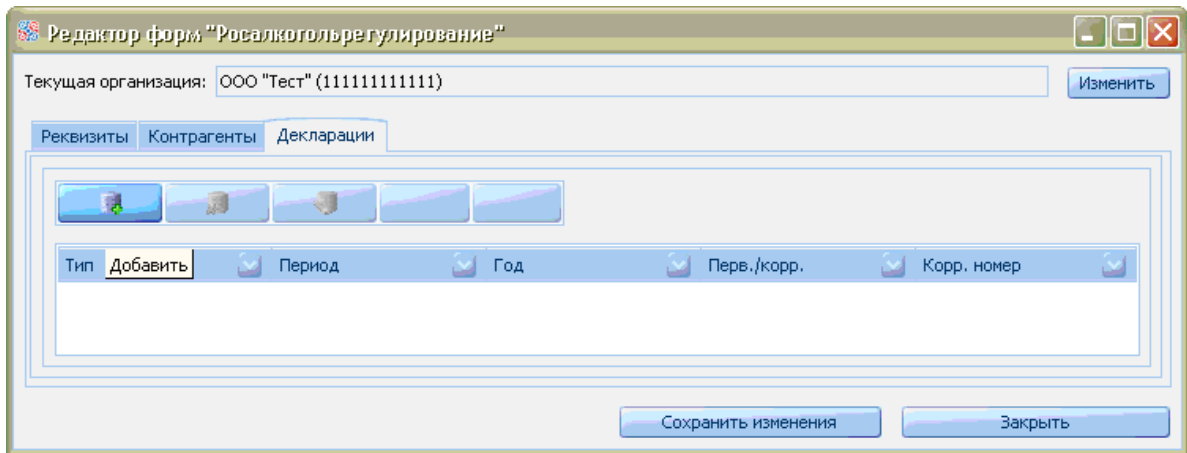 Редактор форм "Росалкогольрегулирование"
Текущая организация: ООО "Тест" (111111111111)
Изменить
Реквизиты Контрагенты Декларации
Тип Добавить Период Год Перв./корр. Корр. номер
Сохранить изменения Закрыть